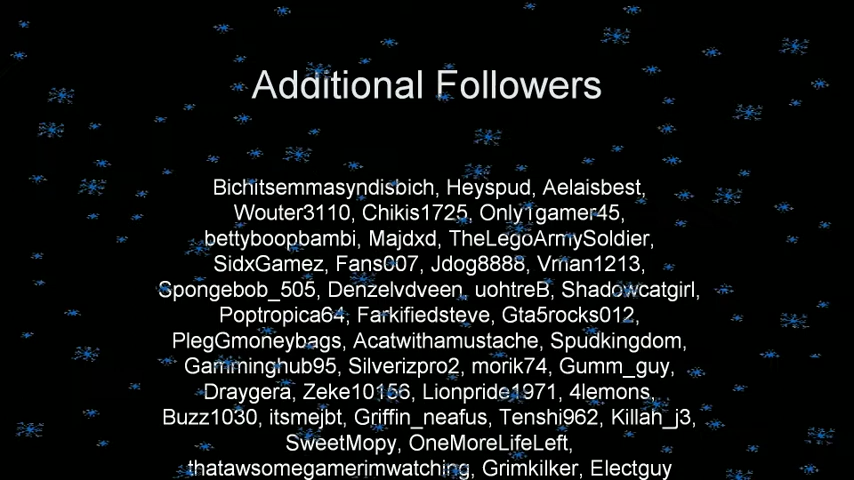 Additional Followers
Bichitsemmasyndisbich, Heyspud, Aelaisbest,
Wouter3110, Chikis1725, Only1gamer45,
bettyboopbambi, Majdxd, TheLegoArmySoldier,
SidxGamez, Fans007, Jdog8888, Vman1213,
Spongebob_505, Denzelvdveen, uohtreB, Shadowcatgirl,
Poptropica64, Farkifiedsteve, Gta5rocks012,
PlegGmoneybags, Acatwithamustache, Spudkingdom,
Gamminghub95, Silverizpro2, morik74, Gumm_guy,
Draygera, Zeke10156, Lionpride1971, 4lemons,
Buzz1030, itsmejbt, Griffin_neafus, Tenshi962, Killah_j3,
SweetMopy, OneMoreLifeLeft,
thatawsomegamerimwatching, Grimkilker, Electguy